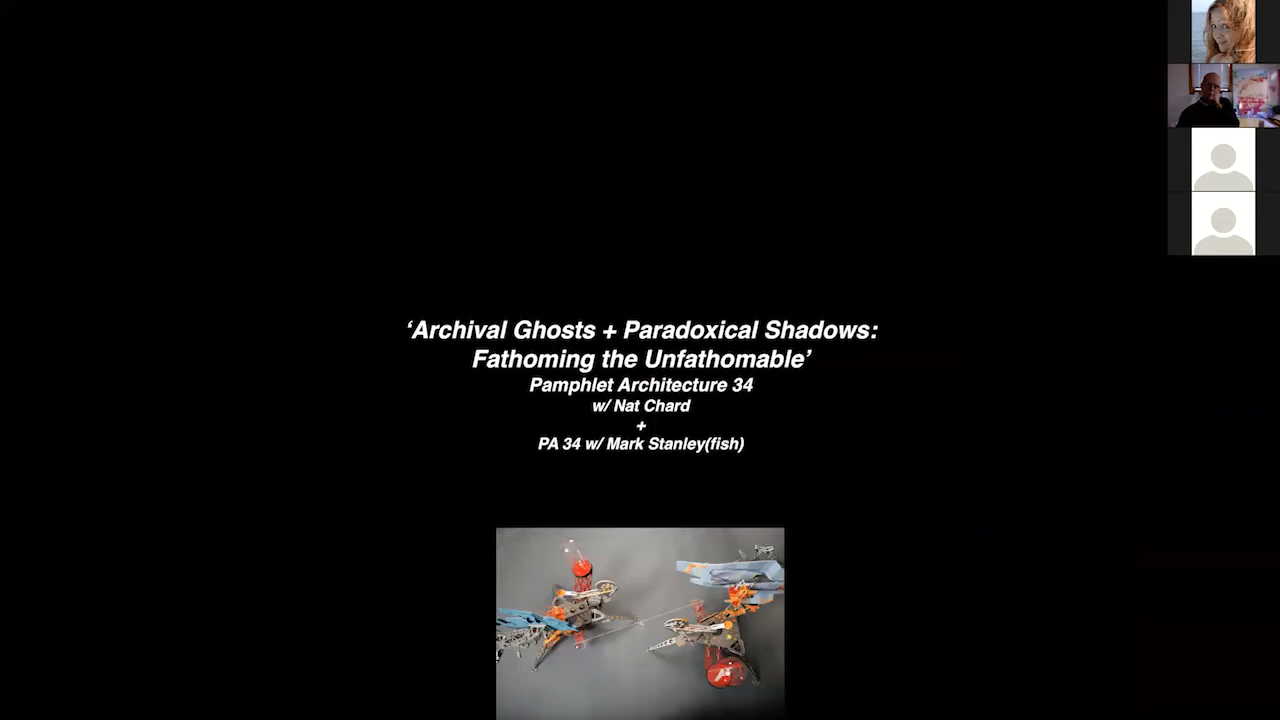 ‘Archival Ghosts + Paradoxical Shadows:
Fathoming the Unfathomable’
Pamphlet Architecture 34
w/ Nat Chard
+
PA 34 w/ Mark Stanley(fish)